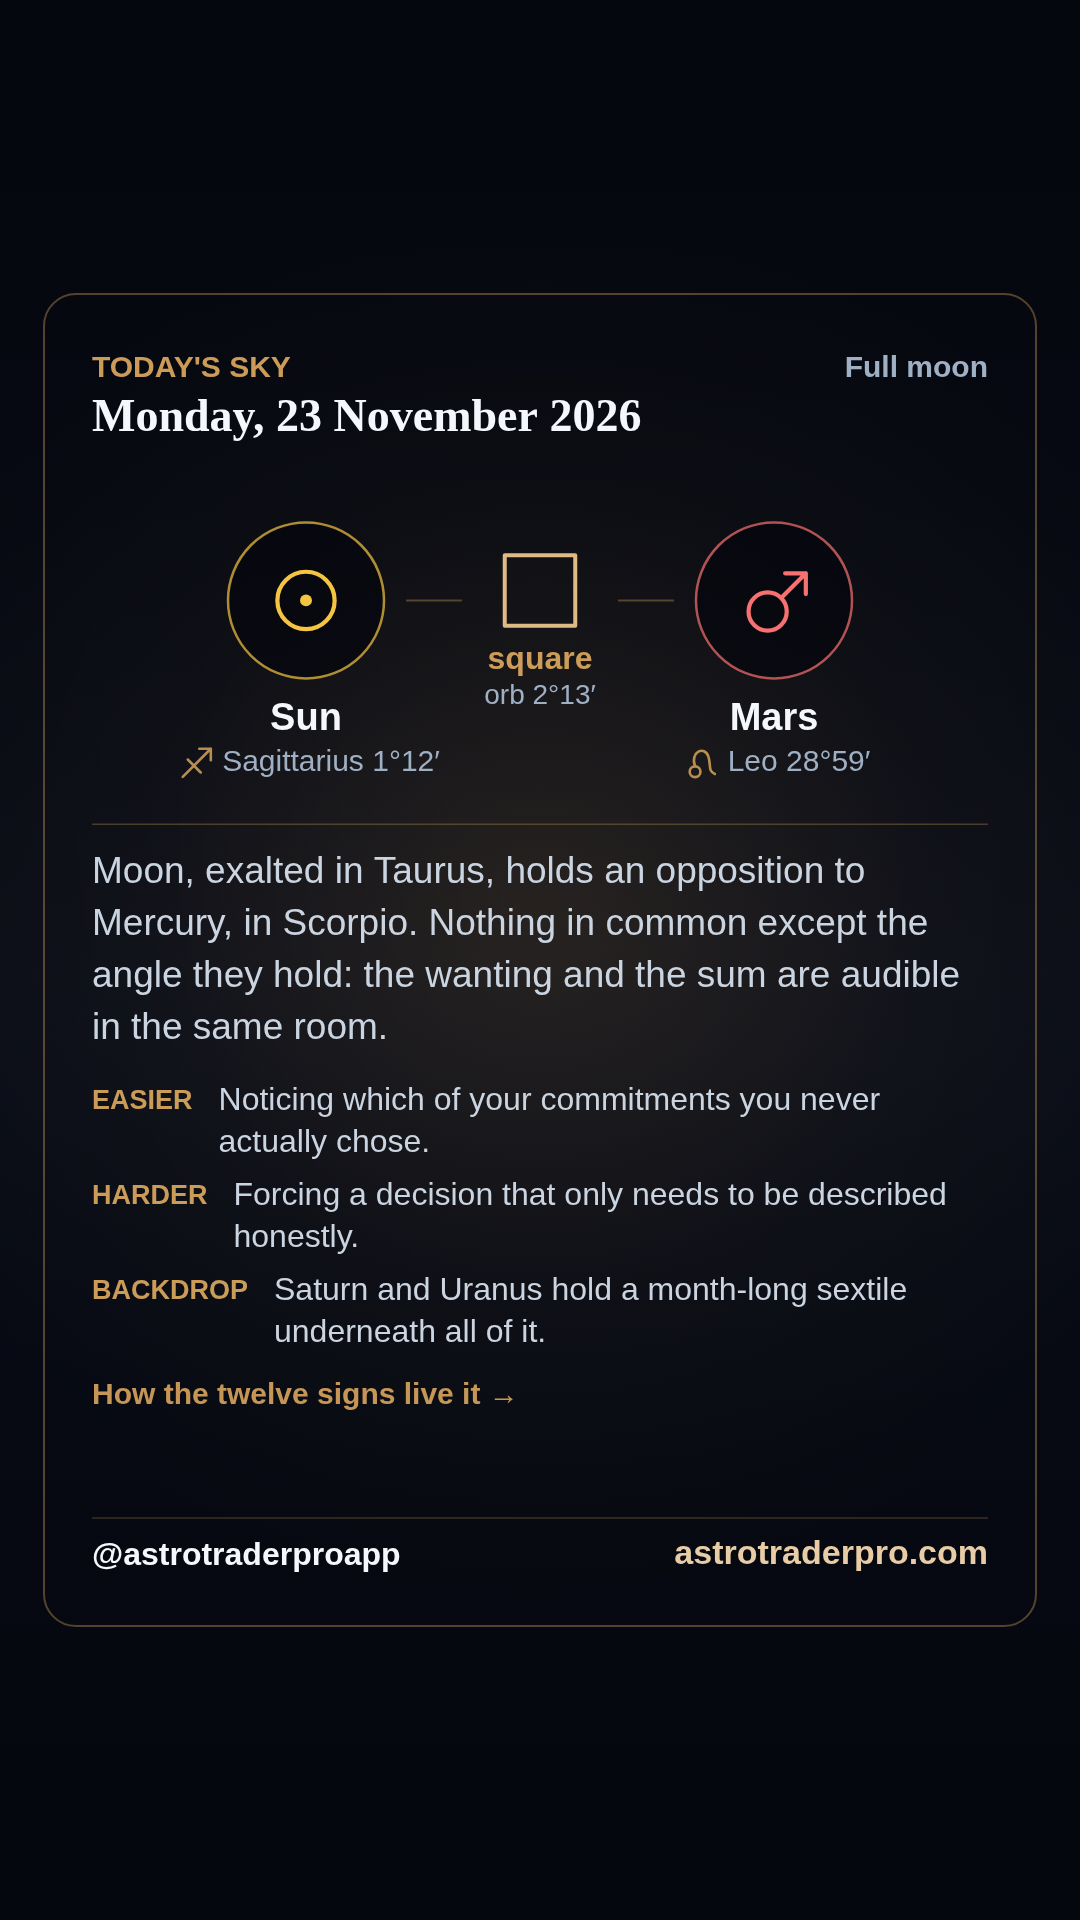 TODAY'S SKY
Full moon
Monday, 23 November 2026
square
orb 2°13′
Sun
Mars
Sagittarius 1°12′
Leo 28°59′
Moon, exalted in Taurus, holds an opposition to
Mercury, in Scorpio. Nothing in common except the
angle they hold: the wanting and the sum are audible
in the same room.
EASIER Noticing which of your commitments you never
actually chose.
HARDER Forcing a decision that only needs to be described
honestly.
BACKDROP Saturn and Uranus hold a month-long sextile
underneath all of it.
How the twelve signs live it →
@astrotraderproapp
astrotraderpro.com